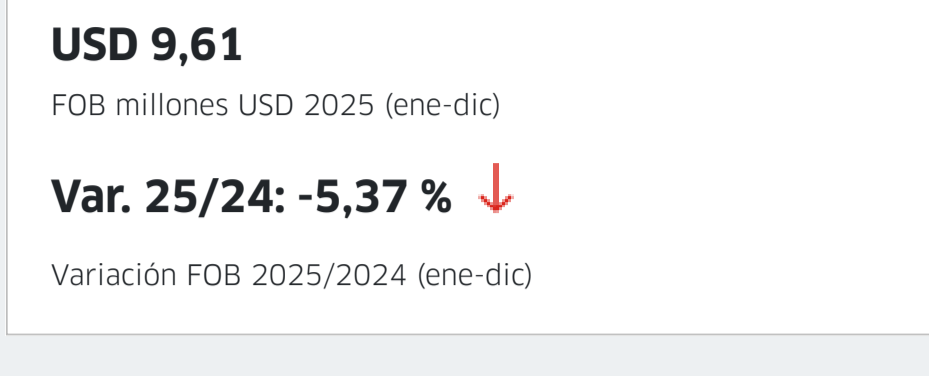 USD 9,61
FOB millones USD 2025 (ene-dic)
Var. 25/24: -5,37 %
Variación FOB 2025/2024 (ene-dic)